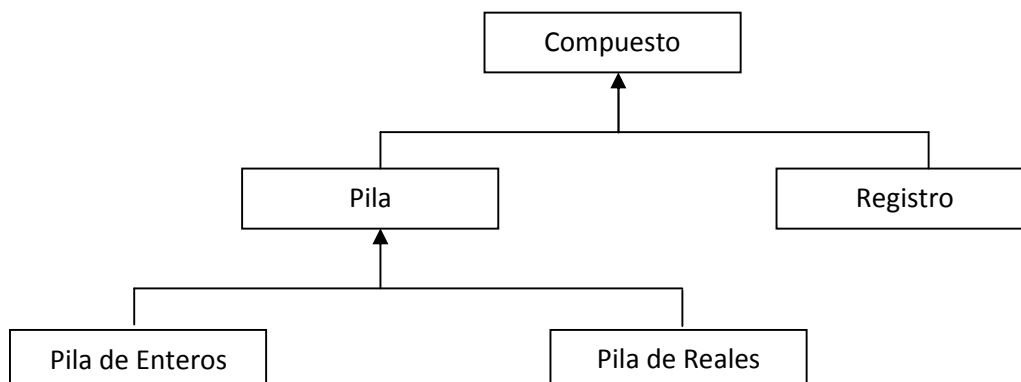 Compuesto
Pila
Registro
Pila de Enteros
Pila de Reales